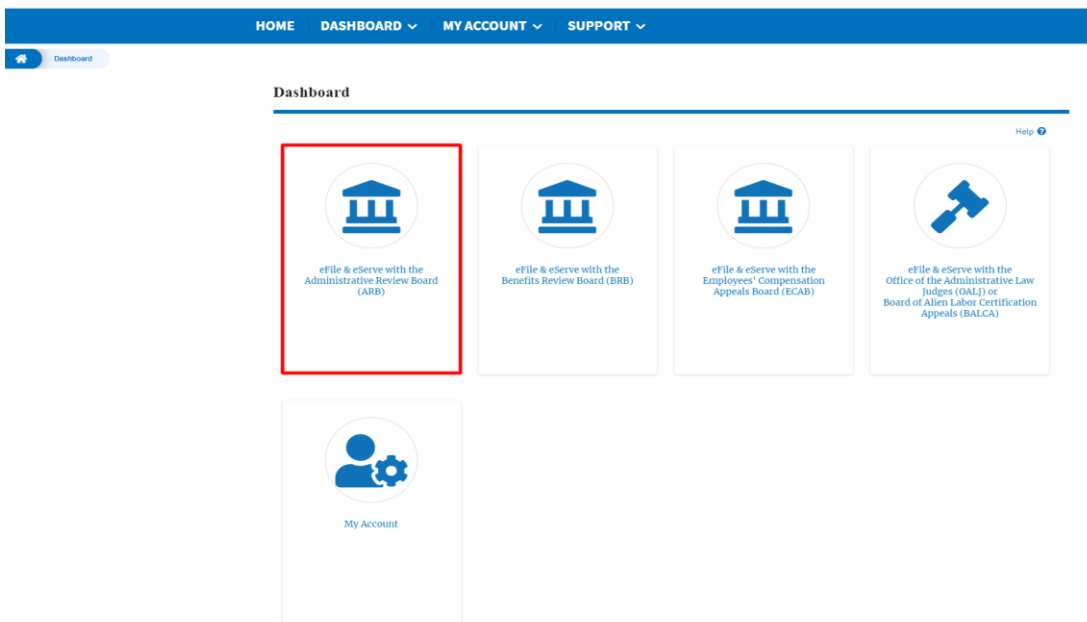 HOME DASHBOARD MY ACCOUNT SUPPORT
Dashboard
Dashboard
Help
eFile & eServe with the
Administrative Review Board
(ARB)
eFile & eServe with the
Benefits Review Board (BRB)
eFile & eServe with the
Employees' Compensation
Appeals Board (ECAB)
eFile & eServe with the
Office of the Administrative Law
Judges (OALJ) or
Board of Alien Labor Certification
Appeals (BALCA)
My Account